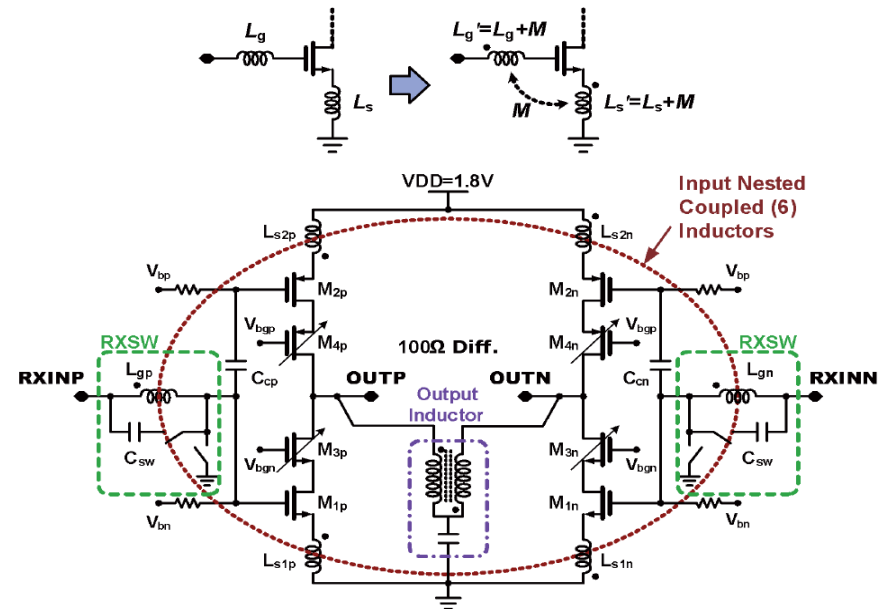 Lg
Lg'=Lg+M
Ls
M
Ls'=Ls+M
VDD=1.8V
Input Nested
Coupled (6)
Inductors
Ls2p
Ls2n
Vbp
Vbp
M2p
M2n
RXSW
Vbgp
Vbgp
RXSW
M4p
M4n
100Ω Diff.
Lgp
Lgn
RXINP
Ccp
OUTP
OUTN
Ccn
RXINN
Output
Inductor
Csw
Vbgn
M3p
M3n
Vbgn
Csw
Vbn
M1p
M1n
Vbn
Ls1p
Ls1n